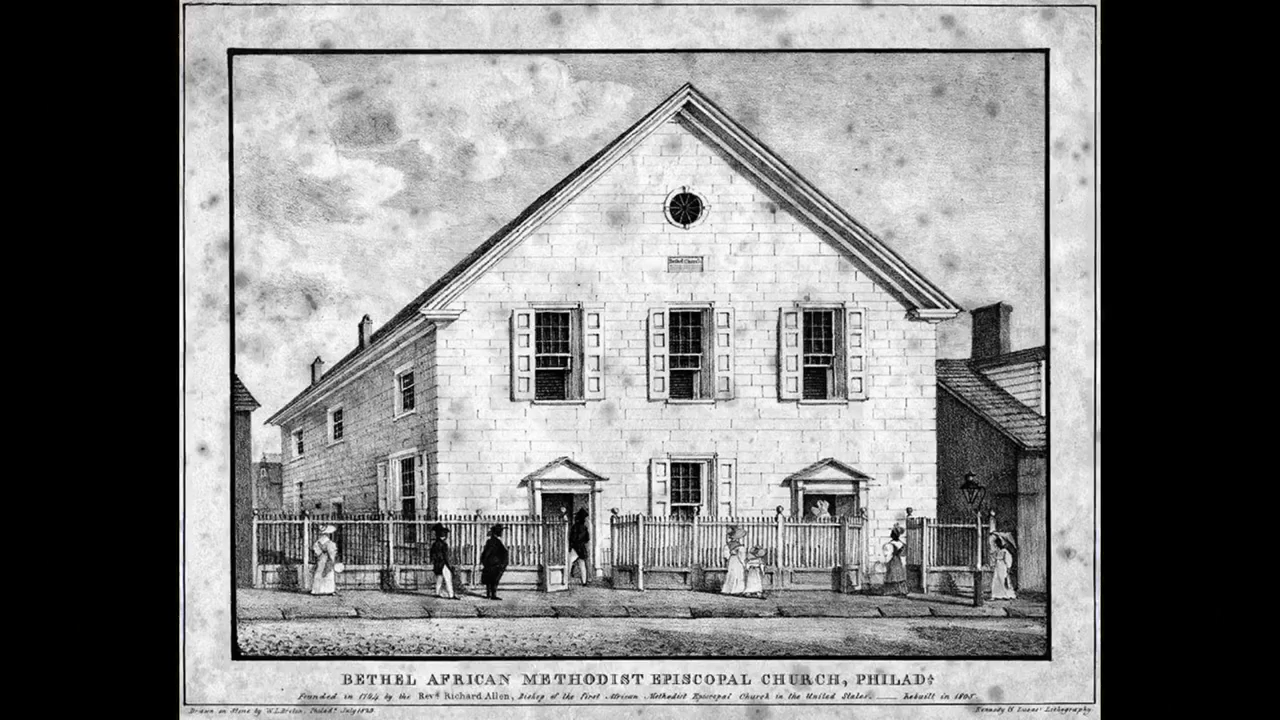 Bethel Church
BETHEL AFRICAN METHODIST EPISCOPAL CHURCH, PHILADᴬ
Founded in 1794 by the Revᵈ Richard Allen, Bishop of the First African Methodist Episcopal Church in the United States. Rebuilt in 1805.
Drawn on Stone by W.L.Breton. Philadᴬ July 1829
Kennedy & Lucas' Lithography